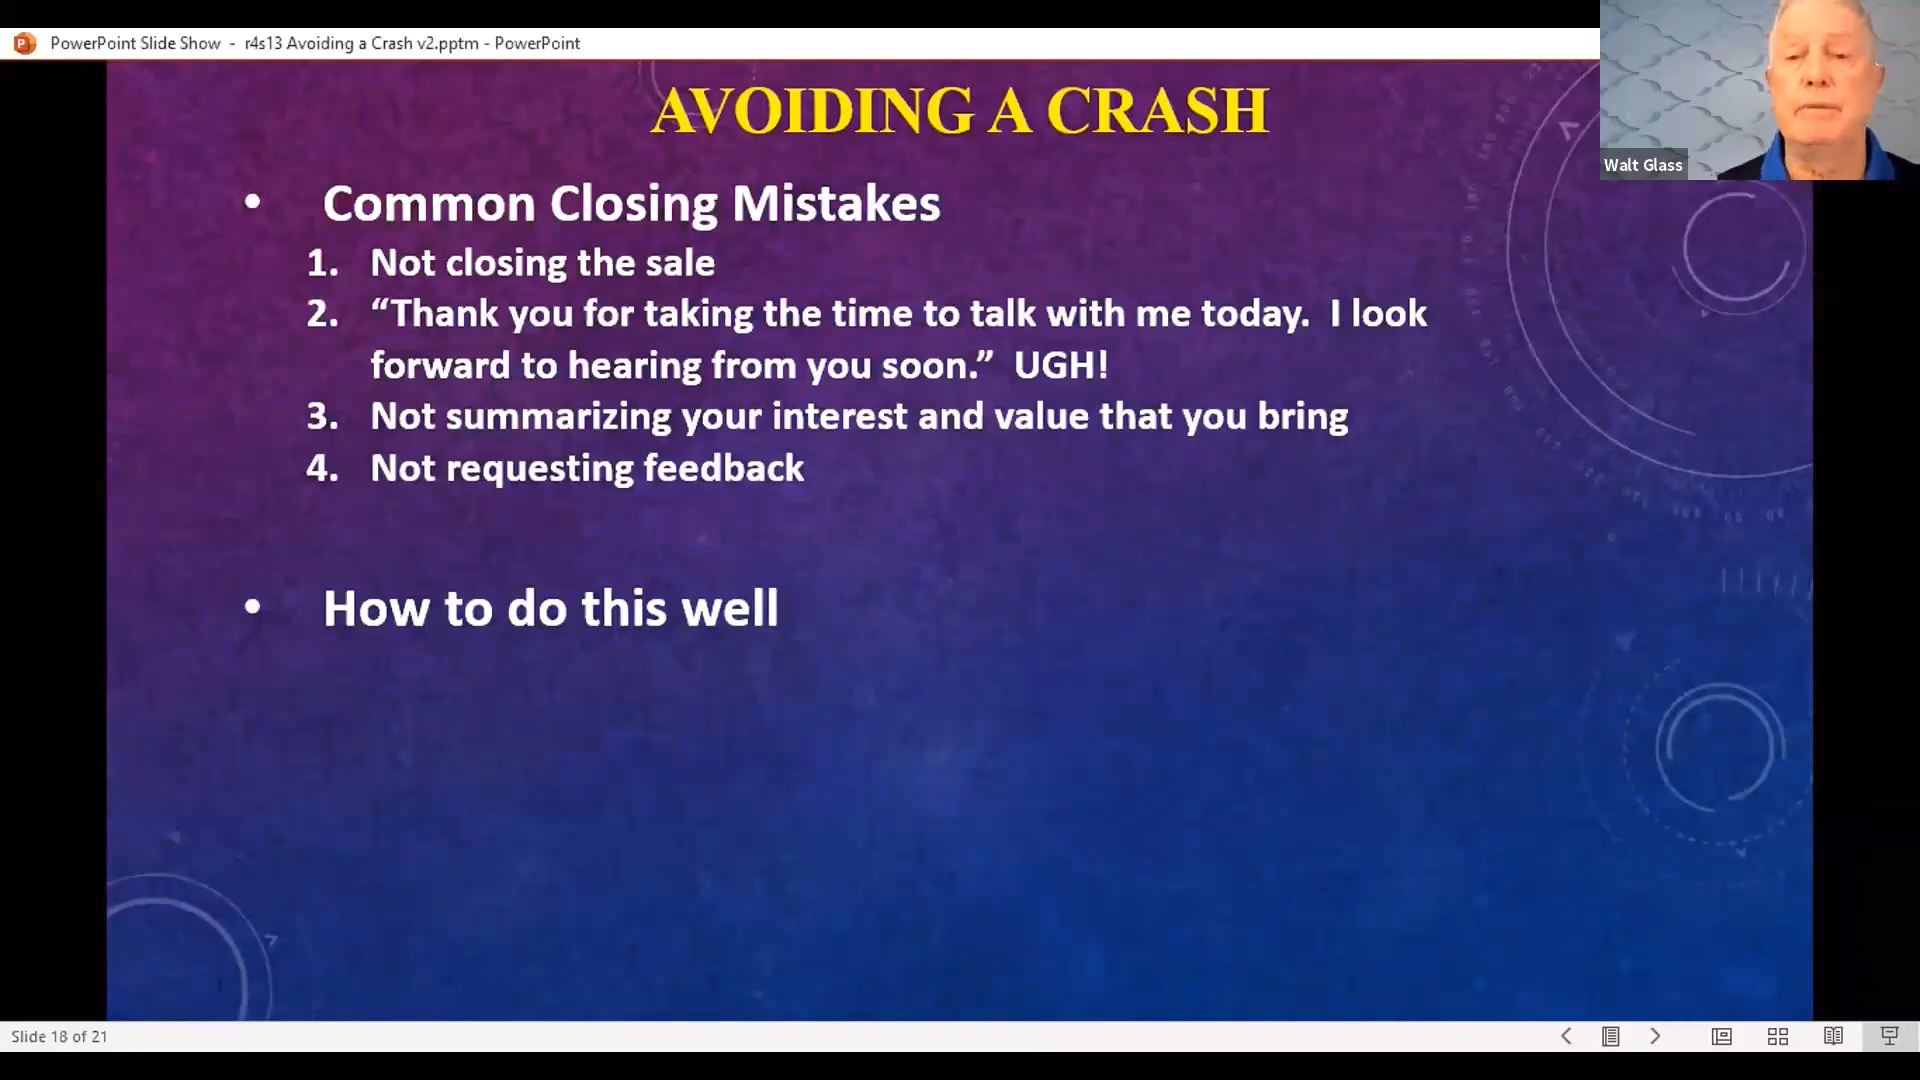 PowerPoint Slide Show - r4s13 Avoiding a Crash v2.pptm - PowerPoint
Walt Glass
AVOIDING A CRASH
• Common Closing Mistakes
1. Not closing the sale
2. “Thank you for taking the time to talk with me today. I look
forward to hearing from you soon.” UGH!
3. Not summarizing your interest and value that you bring
4. Not requesting feedback
• How to do this well
Slide 18 of 21